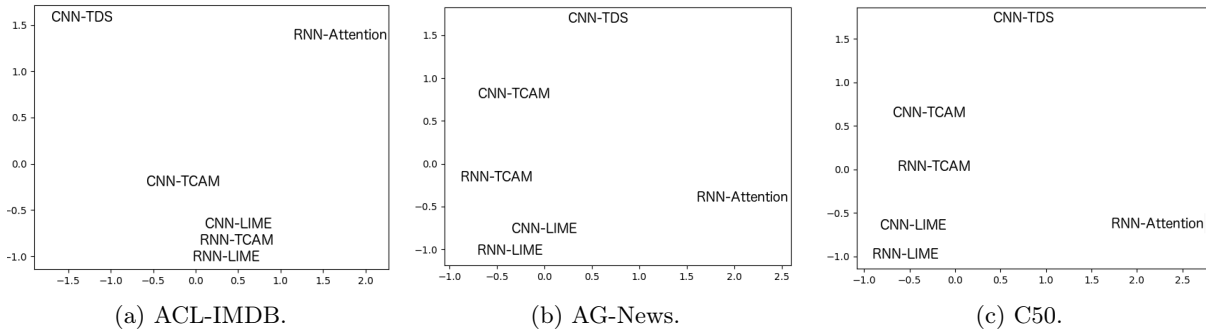 CNN-TDS
RNN-Attention
CNN-TCAM
CNN-LIME
RNN-TCAM
RNN-LIME
1.5
1.0
0.5
0.0
−0.5
−1.0
−1.5 −1.0 −0.5 0.0 0.5 1.0 1.5 2.0
(a) ACL-IMDB.
CNN-TDS
CNN-TCAM
RNN-TCAM
RNN-Attention
CNN-LIME
RNN-LIME
1.5
1.0
0.5
0.0
−0.5
−1.0
−1.0 −0.5 0.0 0.5 1.0 1.5 2.0 2.5
(b) AG-News.
CNN-TDS
CNN-TCAM
RNN-TCAM
CNN-LIME
RNN-Attention
RNN-LIME
1.5
1.0
0.5
0.0
−0.5
−1.0
−1.0 −0.5 0.0 0.5 1.0 1.5 2.0 2.5
(c) C50.